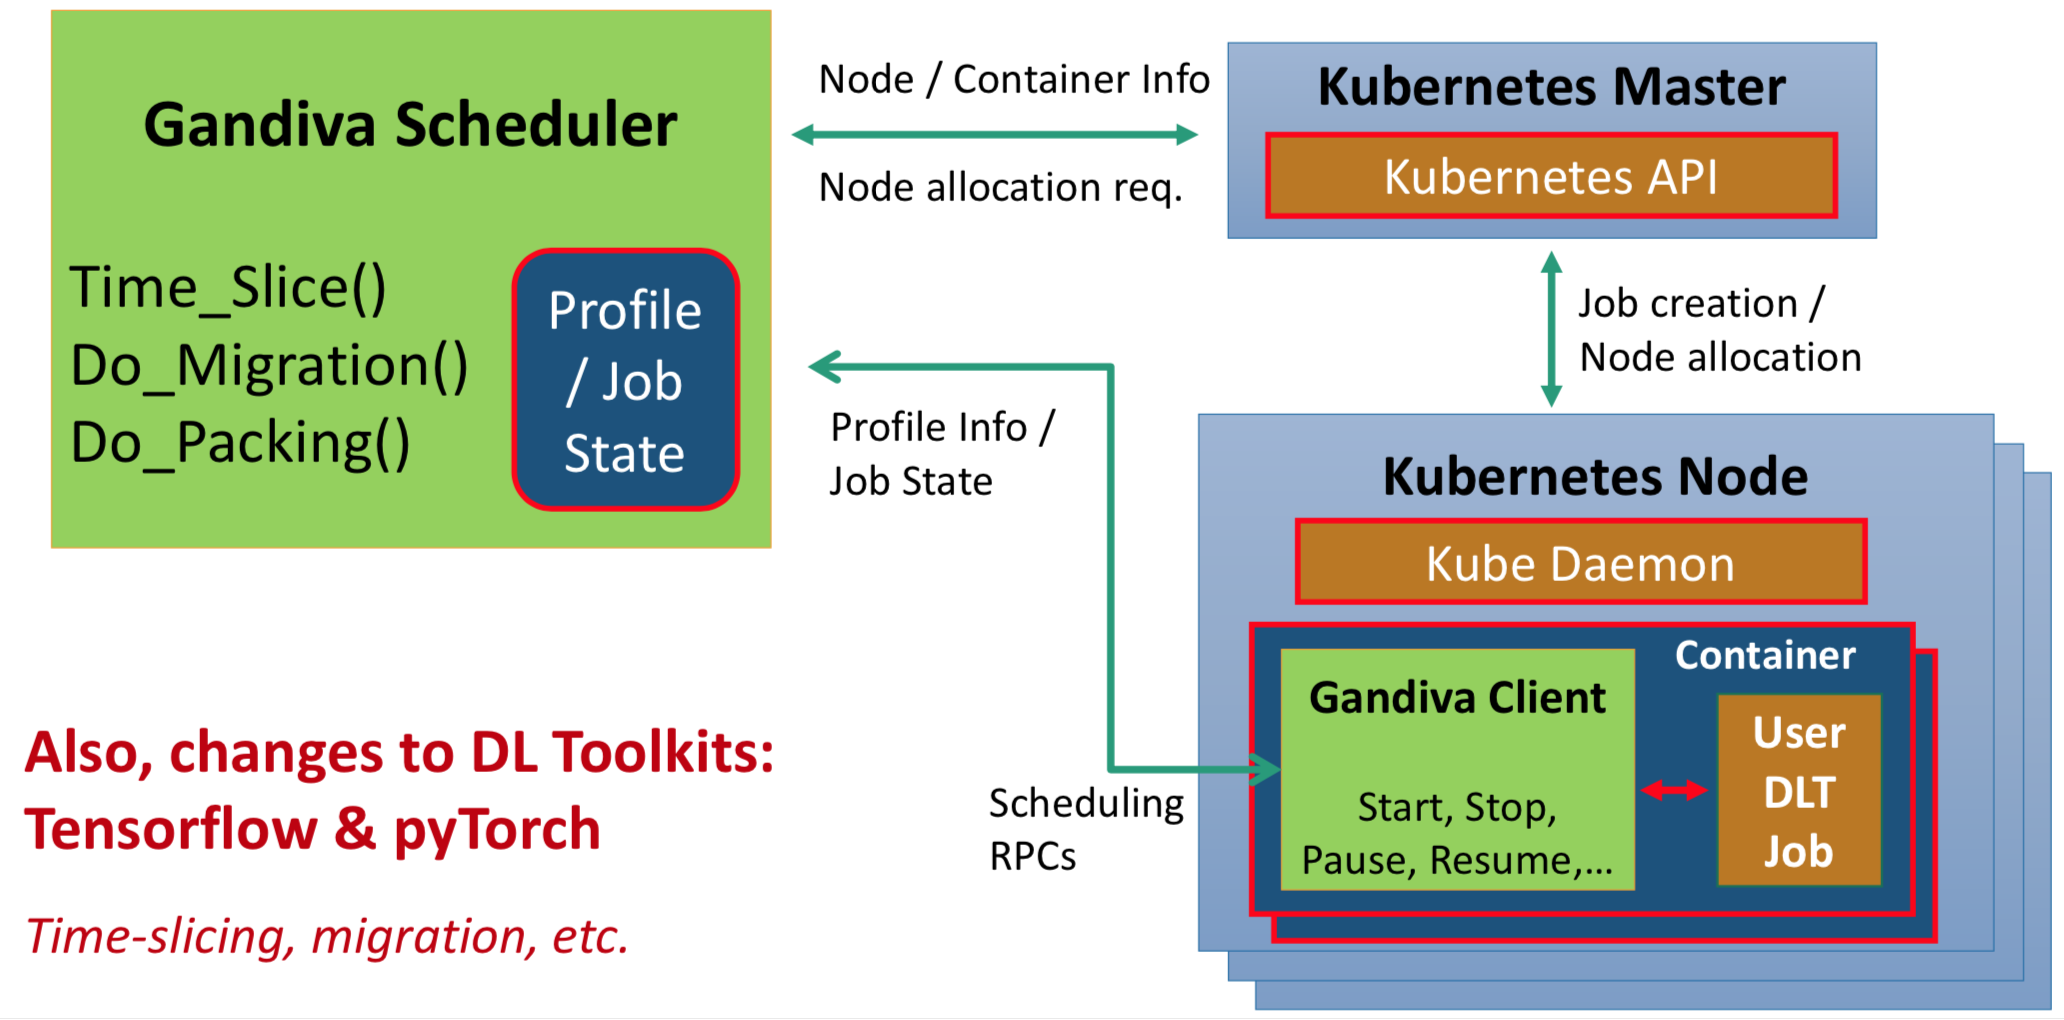 Gandiva Scheduler
Time_Slice()
Do_Migration()
Do_Packing()
Profile
/ Job
State
Node / Container Info
Node allocation req.
Kubernetes Master
Kubernetes API
Job creation /
Node allocation
Profile Info /
Job State
Scheduling
RPCs
Kubernetes Node
Kube Daemon
Container
Gandiva Client
Start, Stop,
Pause, Resume,...
User
DLT
Job
Also, changes to DL Toolkits:
Tensorflow & pyTorch
Time-slicing, migration, etc.